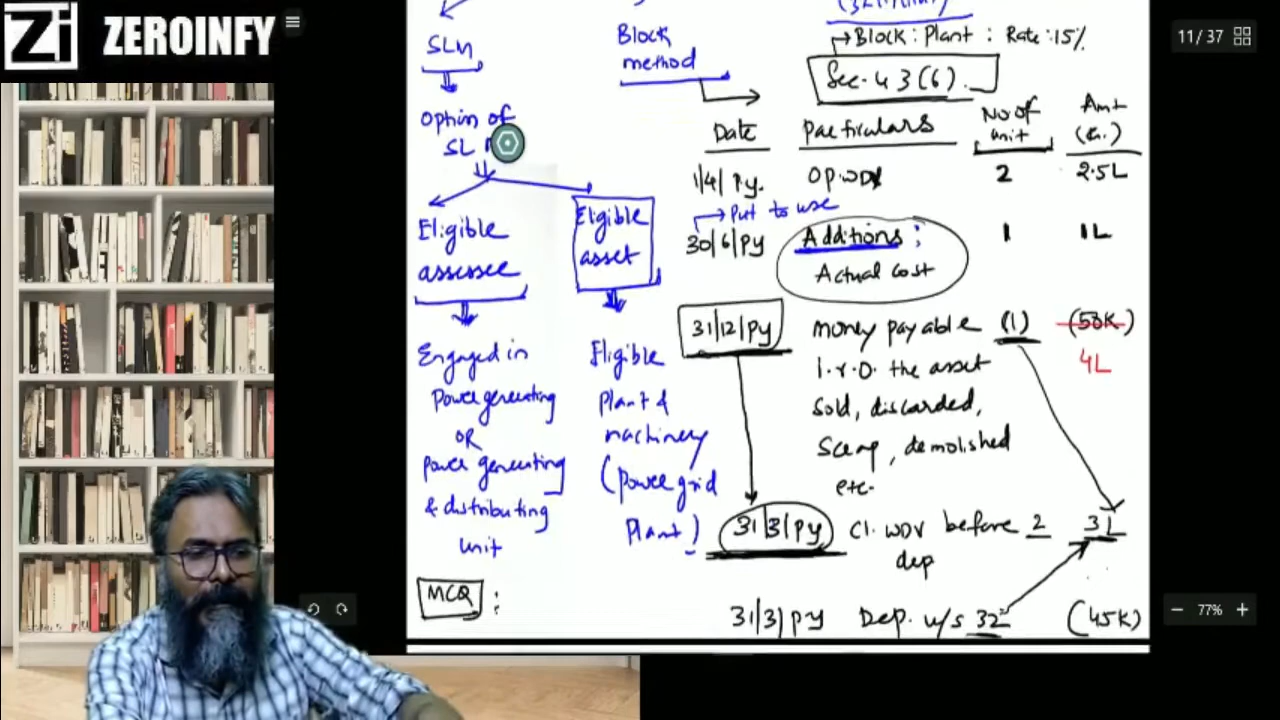 Zi ZEROINFY
11 / 37
SLM
Option of
SL
Eligible
assessee
Engaged in
Power generating
OR
Power generating
& distributing
unit
MCQ :
Eligible
asset
Eligible
Plant &
machinery
(Power grid
Plant)
Block
method
Block : Plant : Rate : 15%
Sec. 43(6).
Date Particulars No of unit Amt (Rs.)
1/4/Py. OP.WDV 2 2.5L
Put to use
30/6/Py Additions : 1 1L
Actual cost
31/12/Py money payable (1) (50K)
i.r.o. the asset 4L
Sold, discarded,
Scrap, demolished
etc.
31/3/Py Cl. WDV before 2 3L
dep
31/3/Py Dep. u/s 32 (45K)
77%